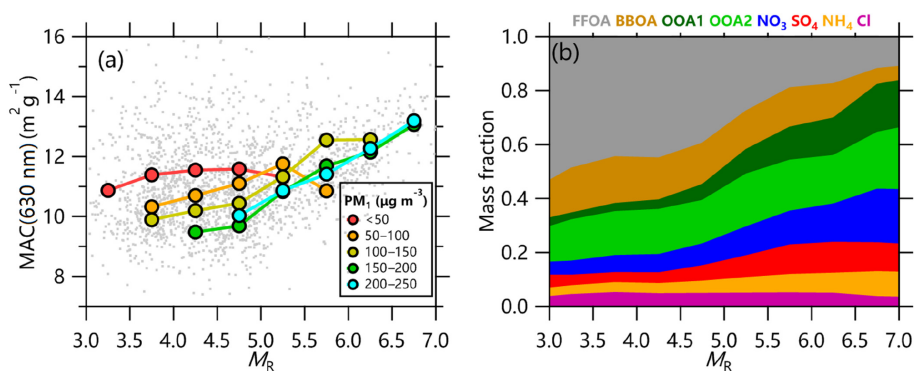 (a)
MAC(630 nm) (m² g⁻¹)
16
14
12
10
8
PM₁ (μg m⁻³)
<50
50–100
100–150
150–200
200–250
3.0 3.5 4.0 4.5 5.0 5.5 6.0 6.5 7.0
M_R
FFOA BBOA OOA1 OOA2 NO₃ SO₄ NH₄ Cl
(b)
Mass fraction
1.0
0.8
0.6
0.4
0.2
0.0
3.0 3.5 4.0 4.5 5.0 5.5 6.0 6.5 7.0
M_R